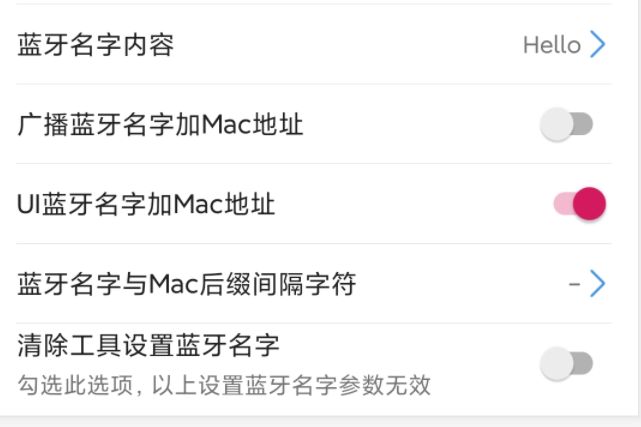 蓝牙名字内容 Hello
广播蓝牙名字加Mac地址
UI蓝牙名字加Mac地址
蓝牙名字与Mac后缀间隔字符 -
清除工具设置蓝牙名字
勾选此选项, 以上设置蓝牙名字参数无效